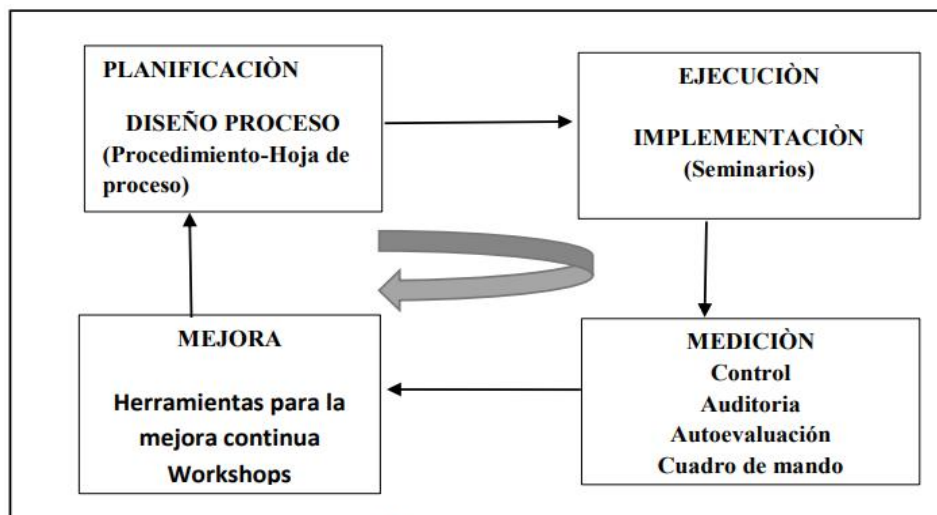 PLANIFICACIÒN
DISEÑO PROCESO
(Procedimiento-Hoja de
proceso)
EJECUCIÒN
IMPLEMENTACIÒN
(Seminarios)
MEJORA
Herramientas para la
mejora continua
Workshops
MEDICIÒN
Control
Auditoria
Autoevaluación
Cuadro de mando